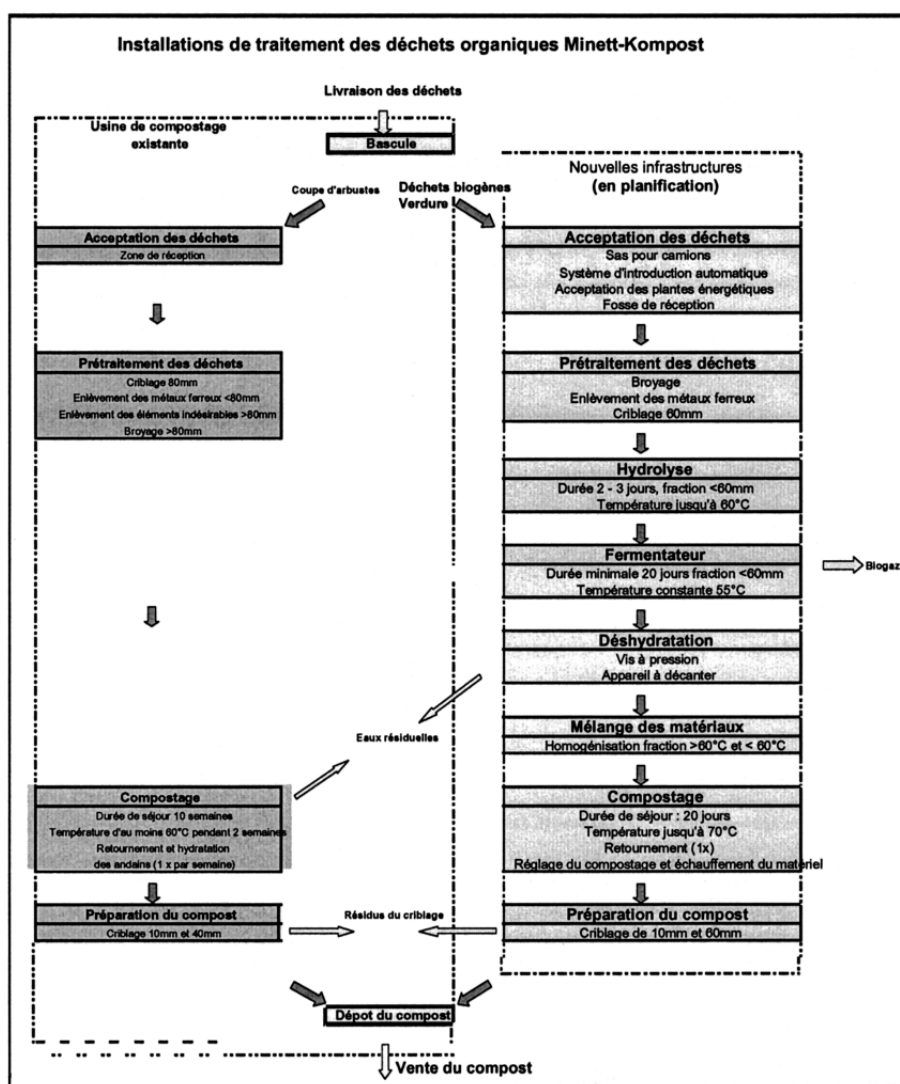 Installations de traitement des déchets organiques Minett-Kompost
Livraison des déchets
Usine de compostage
existante
Bascule
Nouvelles infrastructures
(en planification)
Coupe d'arbustes
Déchets biogènes
Verdure
Acceptation des déchets
Zone de réception
Acceptation des déchets
Sas pour camions
Système d'introduction automatique
Acceptation des plantes énergétiques
Fosse de réception
Prétraitement des déchets
Criblage 80mm
Enlèvement des métaux ferreux <80mm
Enlèvement des éléments indésirables >80mm
Broyage >80mm
Prétraitement des déchets
Broyage
Enlèvement des métaux ferreux
Criblage 60mm
Hydrolyse
Durée 2 - 3 jours, fraction <60mm
Température jusqu'à 60°C
Fermentateur
Durée minimale 20 jours fraction <60mm
Température constante 55°C
Biogaz
Déshydratation
Vis à pression
Appareil à décanter
Eaux résiduelles
Mélange des matériaux
Homogénisation fraction >60°C et < 60°C
Compostage
Durée de séjour 10 semaines
Température d'au moins 60°C pendant 2 semaines
Retournement et hydratation
des andains (1 x par semaine)
Compostage
Durée de séjour : 20 jours
Température jusqu'à 70°C
Retournement (1x)
Réglage du compostage et échauffement du matériel
Préparation du compost
Criblage 10mm et 40mm
Résidus du criblage
Préparation du compost
Criblage de 10mm et 60mm
Dépot du compost
Vente du compost